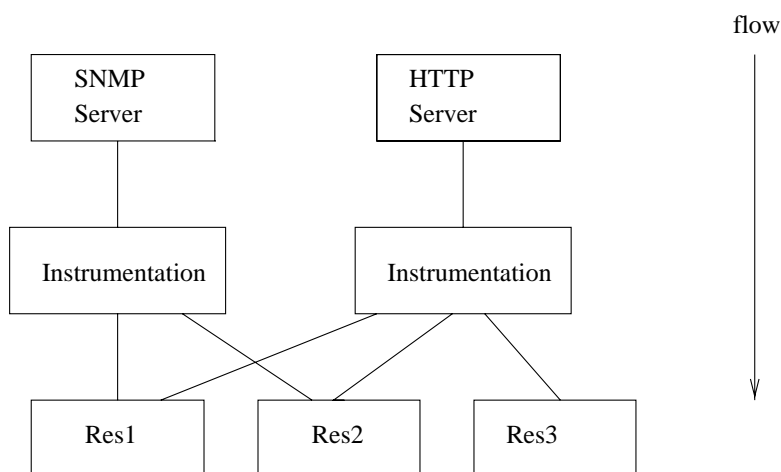 flow
SNMP
Server
HTTP
Server
Instrumentation
Instrumentation
Res1
Res2
Res3